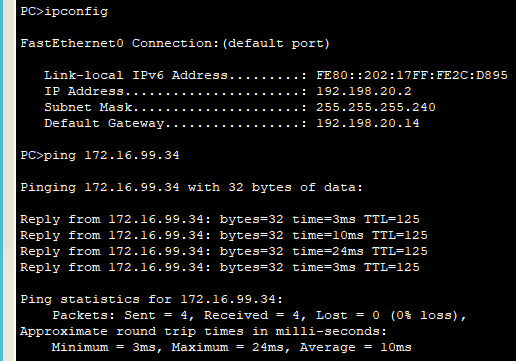 PC>ipconfig
FastEthernet0 Connection:(default port)
Link-local IPv6 Address.........: FE80::202:17FF:FE2C:D895
IP Address......................: 192.198.20.2
Subnet Mask.....................: 255.255.255.240
Default Gateway.................: 192.198.20.14
PC>ping 172.16.99.34
Pinging 172.16.99.34 with 32 bytes of data:
Reply from 172.16.99.34: bytes=32 time=3ms TTL=125
Reply from 172.16.99.34: bytes=32 time=10ms TTL=125
Reply from 172.16.99.34: bytes=32 time=24ms TTL=125
Reply from 172.16.99.34: bytes=32 time=3ms TTL=125
Ping statistics for 172.16.99.34:
Packets: Sent = 4, Received = 4, Lost = 0 (0% loss),
Approximate round trip times in milli-seconds:
Minimum = 3ms, Maximum = 24ms, Average = 10ms